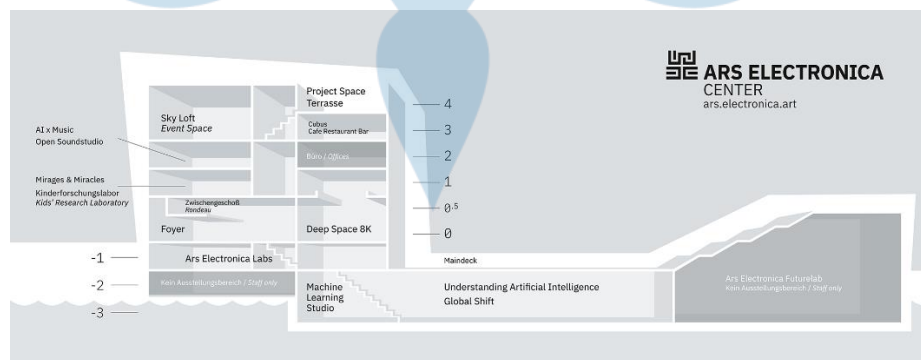 ARS ELECTRONICA
CENTER
ars.electronica.art
Project Space
Terrasse
4
Sky Loft
Event Space
Cubus
Cafe Restaurant Bar
3
AI x Music
Open Soundstudio
Büro / Offices
2
Mirages & Miracles
Kinderforschungslabor
Kids' Research Laboratory
1
Zwischengeschoß
Rondeau
0.5
Foyer
Deep Space 8K
0
-1
Ars Electronica Labs
Maindeck
-2
Kein Ausstellungsbereich / Staff only
Machine
Learning
Studio
Understanding Artificial Intelligence
Global Shift
Ars Electronica Futurelab
Kein Ausstellungsbereich / Staff only
-3